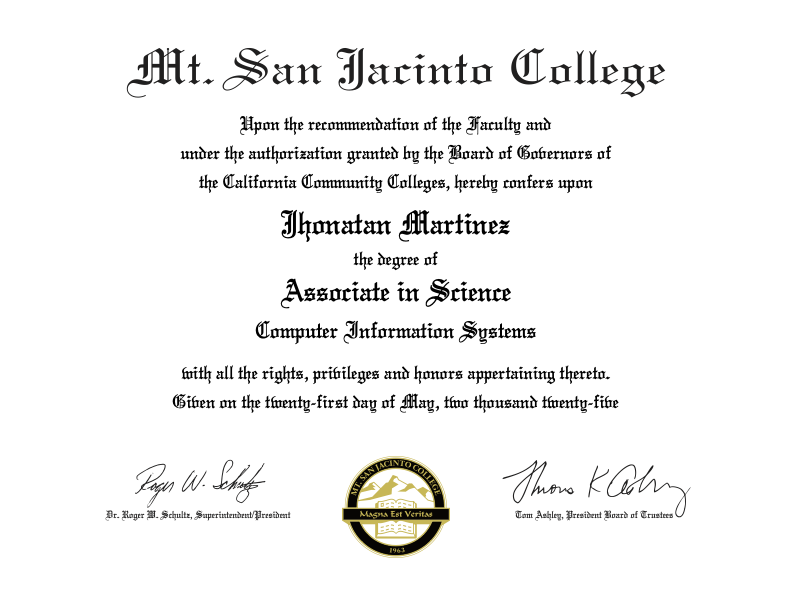 Mt. San Jacinto College
Upon the recommendation of the Faculty and
under the authorization granted by the Board of Governors of
the California Community Colleges, hereby confers upon
Jhonatan Martinez
the degree of
Associate in Science
Computer Information Systems
with all the rights, privileges and honors appertaining thereto.
Given on the twenty-first day of May, two thousand twenty-five
Roger W. Schultz
Dr. Roger W. Schultz, Superintendent/President
MT. SAN JACINTO COLLEGE
Magna Est Veritas
1963
Thomas K Ashley
Tom Ashley, President Board of Trustees